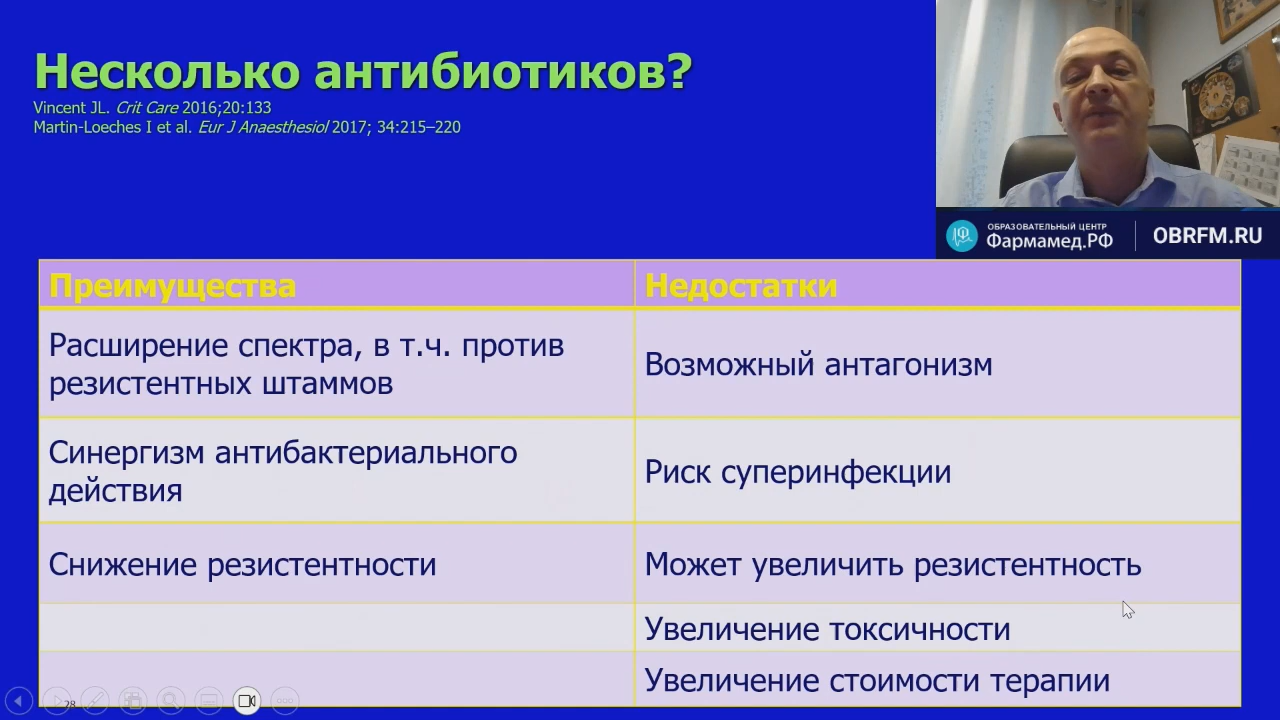 Несколько антибиотиков?
Vincent JL. Crit Care 2016;20:133
Martin-Loeches I et al. Eur J Anaesthesiol 2017; 34:215–220
ОБРАЗОВАТЕЛЬНЫЙ ЦЕНТР
Фармамед.РФ
OBRFM.RU
Преимущества
Недостатки
Расширение спектра, в т.ч. против
резистентных штаммов
Возможный антагонизм
Синергизм антибактериального
действия
Риск суперинфекции
Снижение резистентности
Может увеличить резистентность
Увеличение токсичности
Увеличение стоимости терапии
28